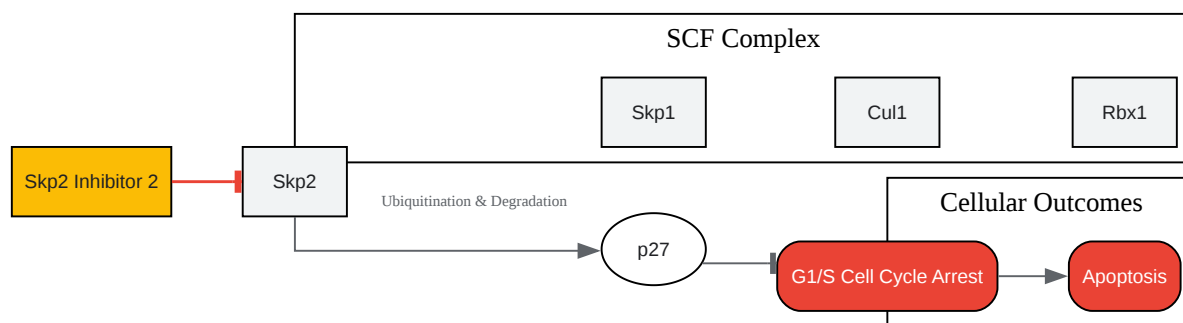 SCF Complex
Skp1
Cul1
Rbx1
Skp2 Inhibitor 2
Skp2
Ubiquitination & Degradation
Cellular Outcomes
p27
G1/S Cell Cycle Arrest
Apoptosis